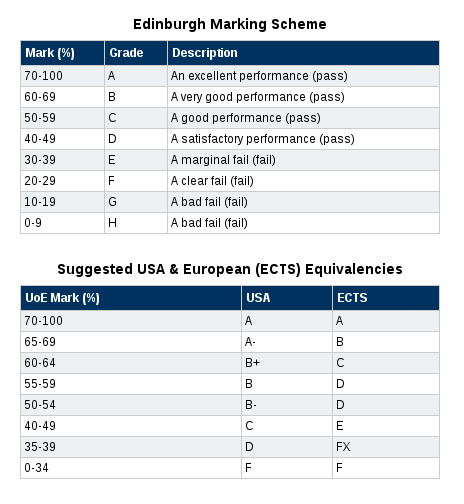 Edinburgh Marking Scheme
Mark (%) Grade Description
70-100 A An excellent performance (pass)
60-69 B A very good performance (pass)
50-59 C A good performance (pass)
40-49 D A satisfactory performance (pass)
30-39 E A marginal fail (fail)
20-29 F A clear fail (fail)
10-19 G A bad fail (fail)
0-9 H A bad fail (fail)
Suggested USA & European (ECTS) Equivalencies
UoE Mark (%) USA ECTS
70-100 A A
65-69 A- B
60-64 B+ C
55-59 B D
50-54 B- D
40-49 C E
35-39 D FX
0-34 F F